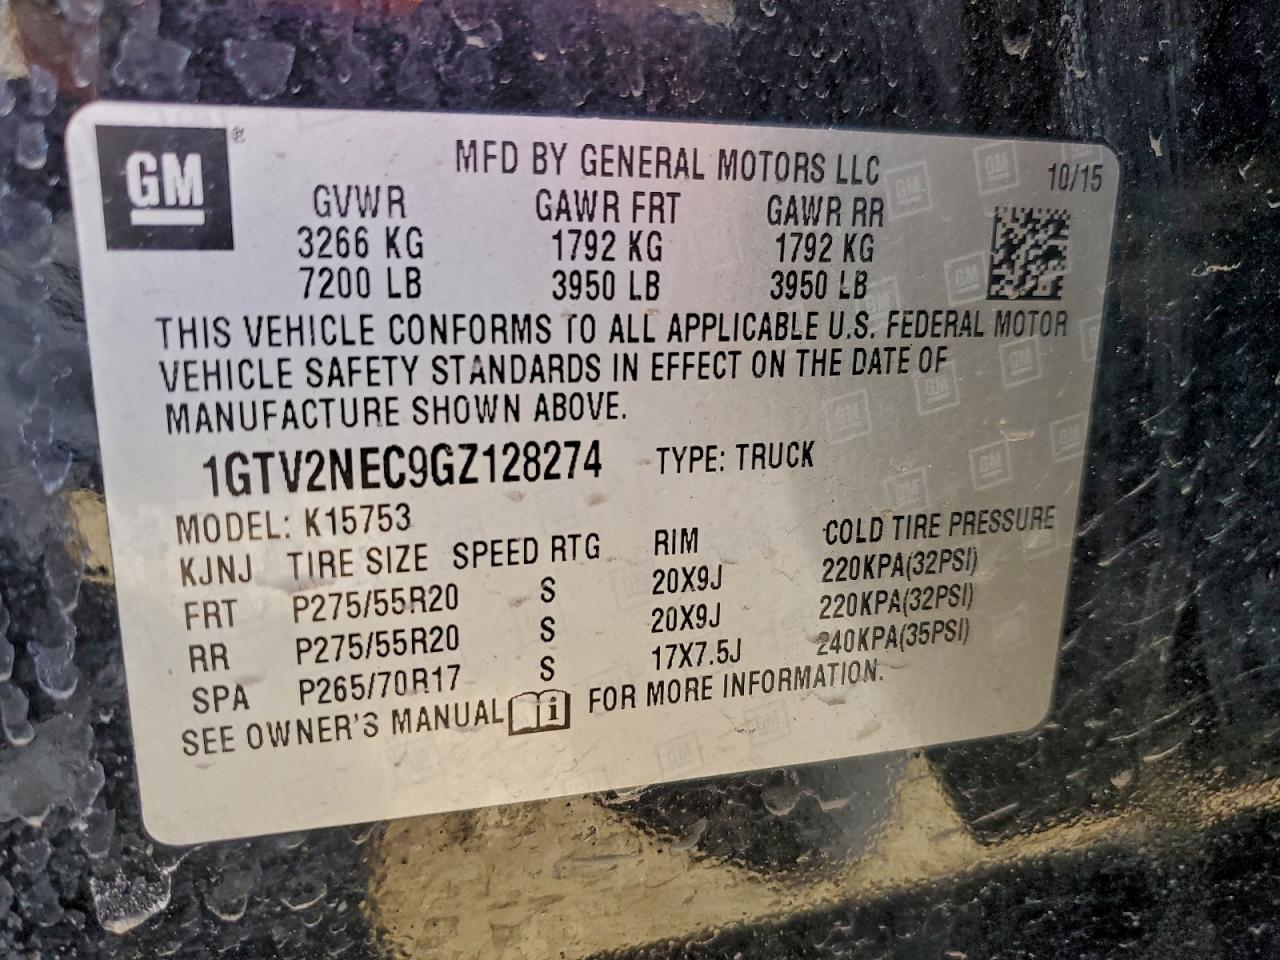 GM®
MFD BY GENERAL MOTORS LLC 10/15
GVWR GAWR FRT GAWR RR
3266 KG 1792 KG 1792 KG
7200 LB 3950 LB 3950 LB
THIS VEHICLE CONFORMS TO ALL APPLICABLE U.S. FEDERAL MOTOR
VEHICLE SAFETY STANDARDS IN EFFECT ON THE DATE OF
MANUFACTURE SHOWN ABOVE.
1GTV2NEC9GZ128274 TYPE: TRUCK
MODEL: K15753
KJNJ TIRE SIZE SPEED RTG RIM COLD TIRE PRESSURE
FRT P275/55R20 S 20X9J 220KPA(32PSI)
RR P275/55R20 S 20X9J 220KPA(32PSI)
SPA P265/70R17 S 17X7.5J 240KPA(35PSI)
SEE OWNER'S MANUAL i FOR MORE INFORMATION.